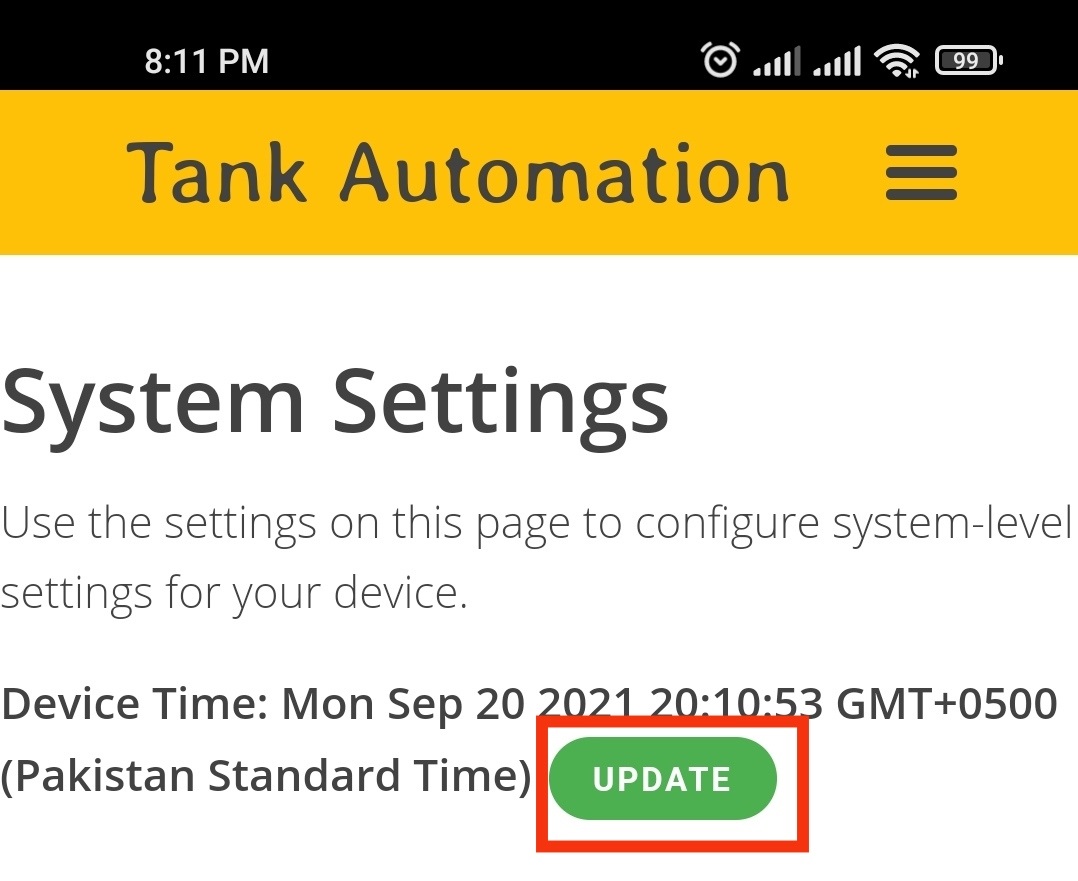 8:11 PM
99
Tank Automation
System Settings
Use the settings on this page to configure system-level
settings for your device.
Device Time: Mon Sep 20 2021 20:10:53 GMT+0500
(Pakistan Standard Time) UPDATE